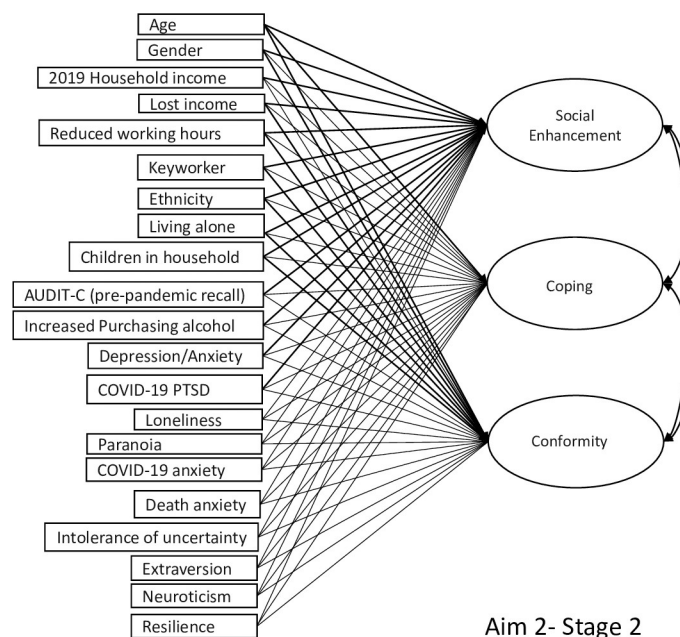 Age
Gender
2019 Household income
Lost income
Reduced working hours
Keyworker
Ethnicity
Living alone
Children in household
AUDIT-C (pre-pandemic recall)
Increased Purchasing alcohol
Depression/Anxiety
COVID-19 PTSD
Loneliness
Paranoia
COVID-19 anxiety
Death anxiety
Intolerance of uncertainty
Extraversion
Neuroticism
Resilience
Social
Enhancement
Coping
Conformity
Aim 2- Stage 2